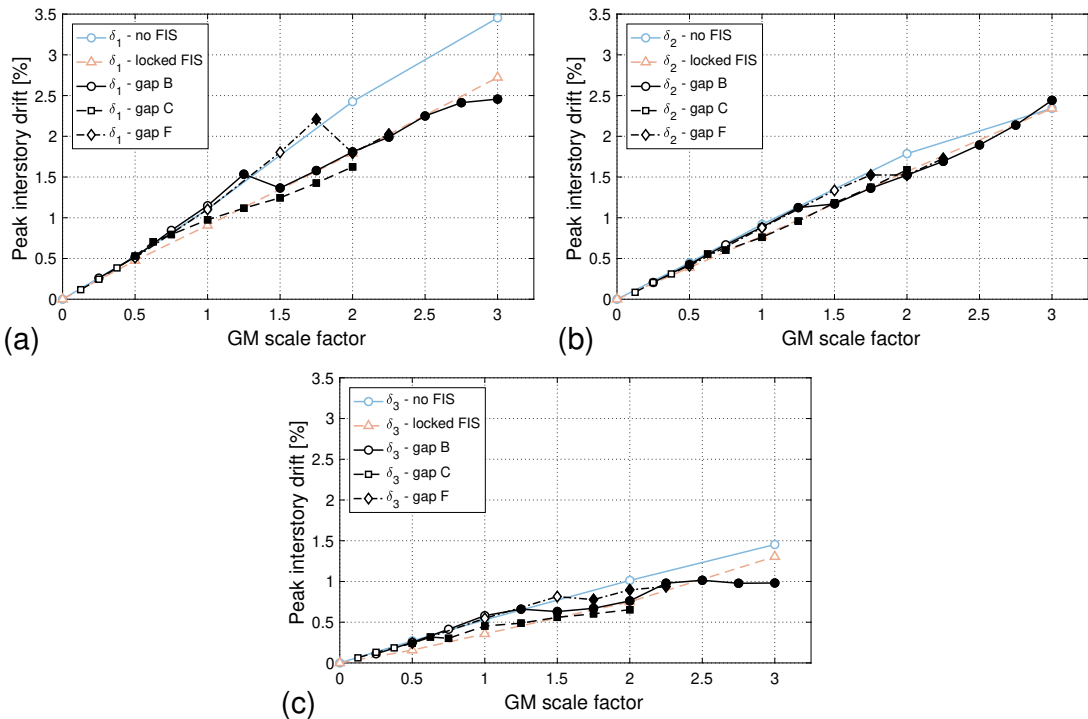 3.5
3
2.5
2
1.5
1
0.5
0
Peak interstory drift [%]
δ1 - no FIS
δ1 - locked FIS
δ1 - gap B
δ1 - gap C
δ1 - gap F
0 0.5 1 1.5 2 2.5 3
GM scale factor
(a)
3.5
3
2.5
2
1.5
1
0.5
0
Peak interstory drift [%]
δ2 - no FIS
δ2 - locked FIS
δ2 - gap B
δ2 - gap C
δ2 - gap F
0 0.5 1 1.5 2 2.5 3
GM scale factor
(b)
3.5
3
2.5
2
1.5
1
0.5
0
Peak interstory drift [%]
δ3 - no FIS
δ3 - locked FIS
δ3 - gap B
δ3 - gap C
δ3 - gap F
0 0.5 1 1.5 2 2.5 3
GM scale factor
(c)